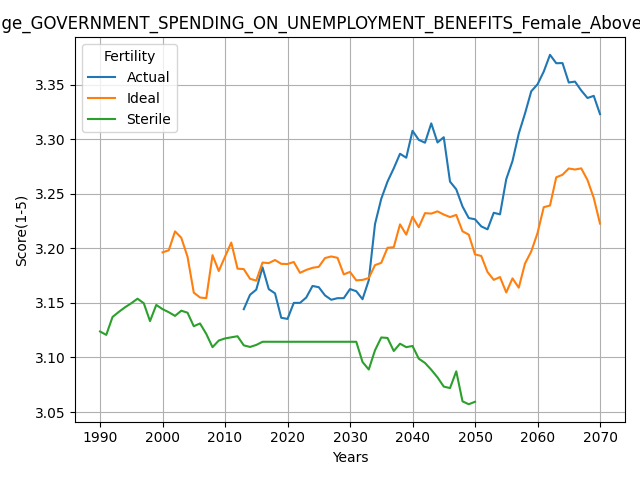 ge_GOVERNMENT_SPENDING_ON_UNEMPLOYMENT_BENEFITS_Female_Above
Fertility
Actual
Ideal
Sterile
Score(1-5)
3.35
3.30
3.25
3.20
3.15
3.10
3.05
1990 2000 2010 2020 2030 2040 2050 2060 2070
Years